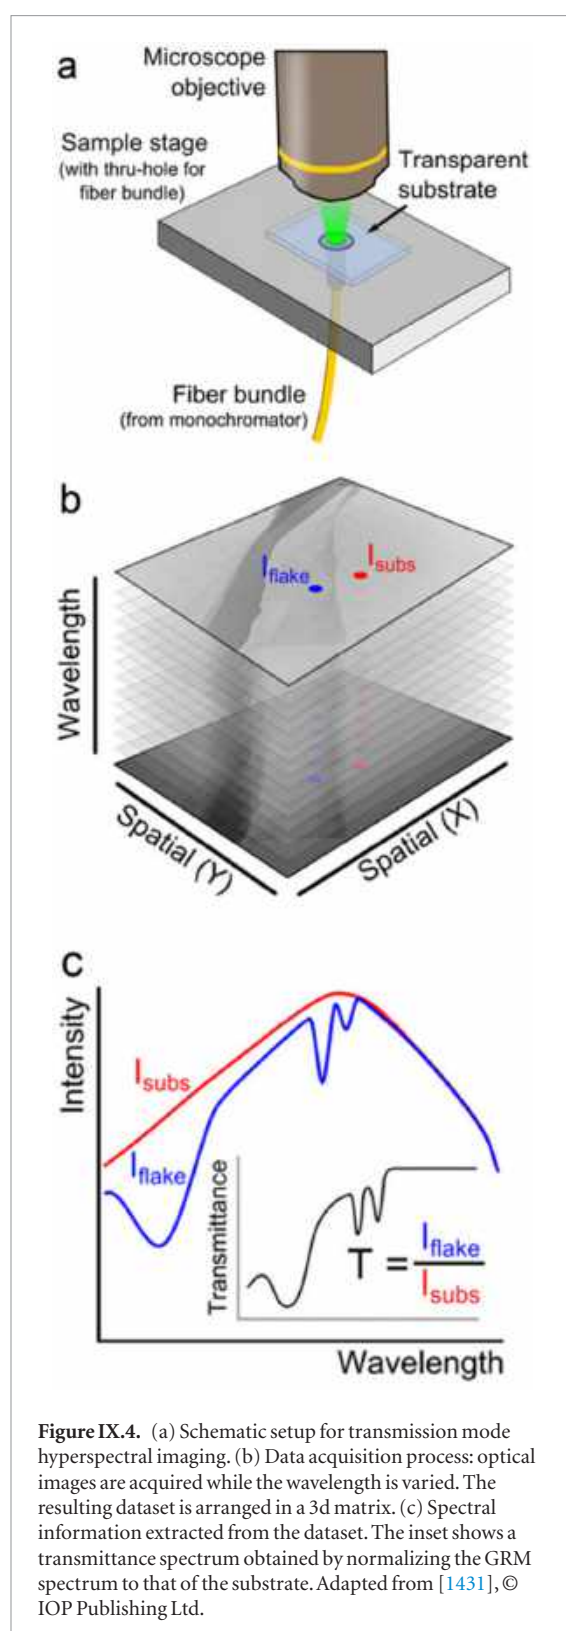 a
Microscope
objective
Sample stage
(with thru-hole for
fiber bundle)
Transparent
substrate
Fiber bundle
(from monochromator)
b
Iflake
Isubs
Wavelength
Spatial (Y)
Spatial (X)
c
Intensity
Isubs
Iflake
Transmittance
T = Iflake
Isubs
Wavelength
Figure IX.4. (a) Schematic setup for transmission mode
hyperspectral imaging. (b) Data acquisition process: optical
images are acquired while the wavelength is varied. The
resulting dataset is arranged in a 3d matrix. (c) Spectral
information extracted from the dataset. The inset shows a
transmittance spectrum obtained by normalizing the GRM
spectrum to that of the substrate. Adapted from [1431], ©
IOP Publishing Ltd.